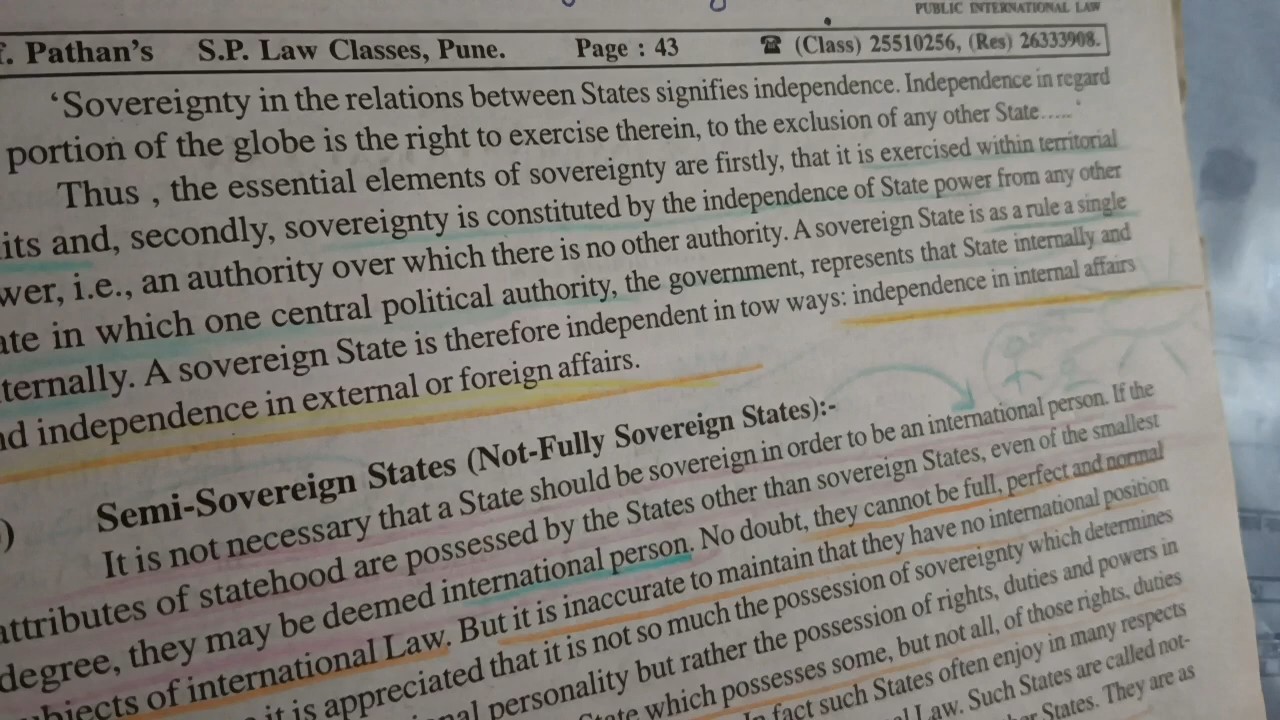 PUBLIC INTERNATIONAL LAW
f. Pathan's S.P. Law Classes, Pune. Page : 43 ☎ (Class) 25510256, (Res) 26333908.
'Sovereignty in the relations between States signifies independence. Independence in regard
portion of the globe is the right to exercise therein, to the exclusion of any other State.....'
Thus , the essential elements of sovereignty are firstly, that it is exercised within territorial
its and, secondly, sovereignty is constituted by the independence of State power from any other
wer, i.e., an authority over which there is no other authority. A sovereign State is as a rule a single
ate in which one central political authority, the government, represents that State internally and
ternally. A sovereign State is therefore independent in tow ways: independence in internal affairs
nd independence in external or foreign affairs.
) Semi-Sovereign States (Not-Fully Sovereign States):-
It is not necessary that a State should be sovereign in order to be an international person. If the
attributes of statehood are possessed by the States other than sovereign States, even of the smallest
degree, they may be deemed international person. No doubt, they cannot be full, perfect and normal
ubjects of international Law. But it is inaccurate to maintain that they have no international position
it is appreciated that it is not so much the possession of sovereignty which determines
nal personality but rather the possession of rights, duties and powers in
State which possesses some, but not all, of those rights, duties
In fact such States often enjoy in many respects
Law. Such States are called not-
States. They are as